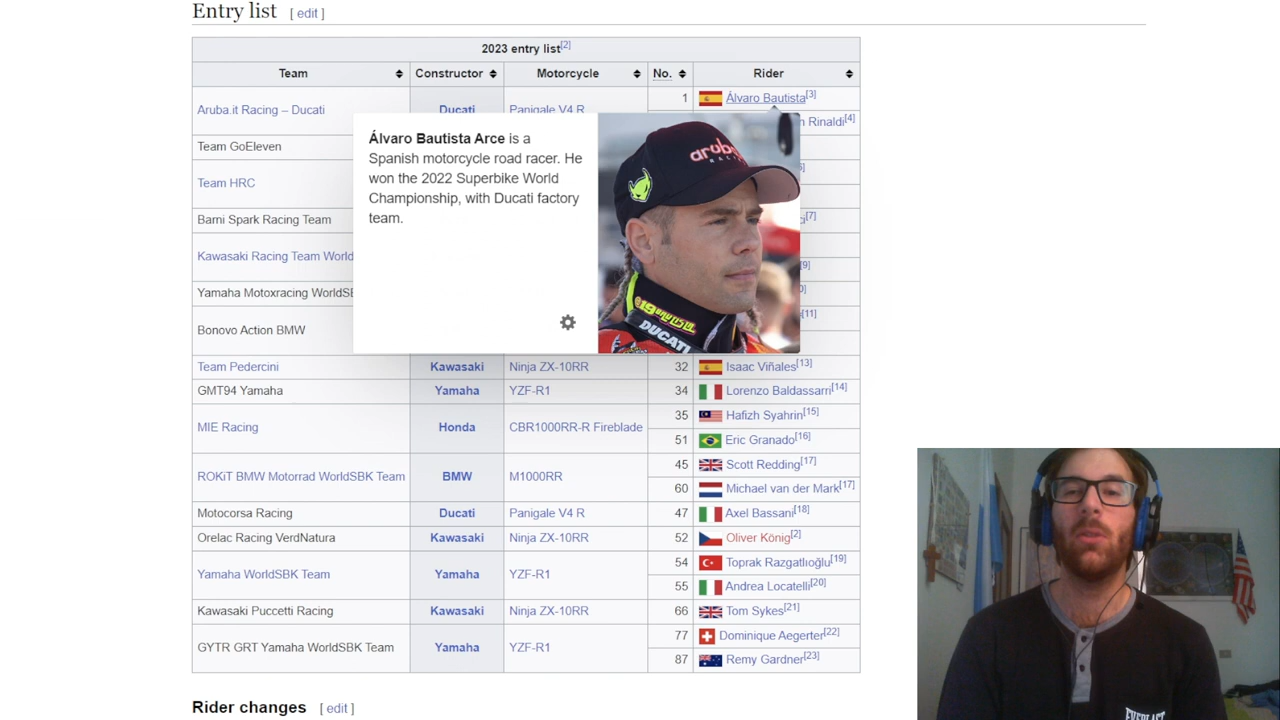 Entry list [ edit ]
2023 entry list[2]
Team Constructor Motorcycle No. Rider
Aruba.it Racing – Ducati Ducati Panigale V4 R 1 Álvaro Bautista[3]
n Rinaldi[4]
Team GoEleven
Team HRC
Barni Spark Racing Team [7]
Kawasaki Racing Team World [9]
Yamaha Motoxracing WorldSB
Bonovo Action BMW [11]
Álvaro Bautista Arce is a
Spanish motorcycle road racer. He
won the 2022 Superbike World
Championship, with Ducati factory
team.
aruba
RACING
DUCATI
Team Pedercini Kawasaki Ninja ZX-10RR 32 Isaac Viñales[13]
GMT94 Yamaha Yamaha YZF-R1 34 Lorenzo Baldassarri[14]
MIE Racing Honda CBR1000RR-R Fireblade 35 Hafizh Syahrin[15]
51 Eric Granado[16]
ROKiT BMW Motorrad WorldSBK Team BMW M1000RR 45 Scott Redding[17]
60 Michael van der Mark[17]
Motocorsa Racing Ducati Panigale V4 R 47 Axel Bassani[18]
Orelac Racing VerdNatura Kawasaki Ninja ZX-10RR 52 Oliver König[2]
Yamaha WorldSBK Team Yamaha YZF-R1 54 Toprak Razgatlıoğlu[19]
55 Andrea Locatelli[20]
Kawasaki Puccetti Racing Kawasaki Ninja ZX-10RR 66 Tom Sykes[21]
GYTR GRT Yamaha WorldSBK Team Yamaha YZF-R1 77 Dominique Aegerter[22]
87 Remy Gardner[23]
Rider changes [ edit ]
EVERLAST